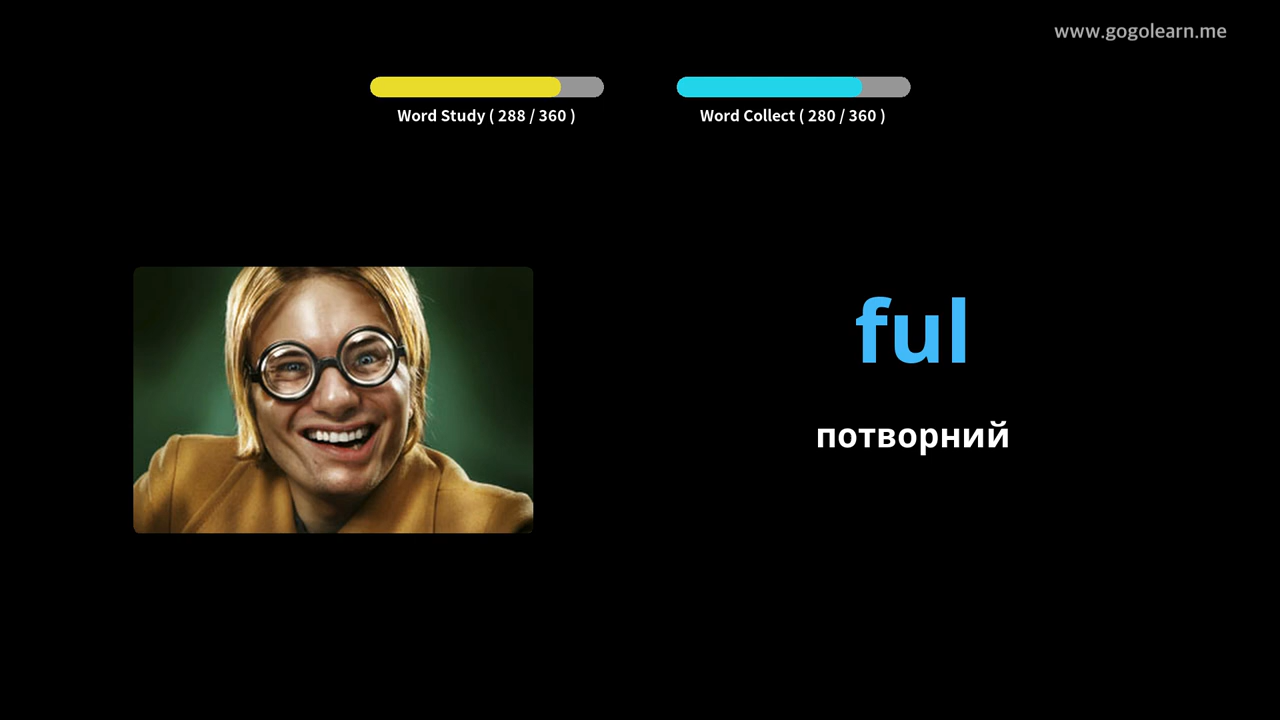 www.gogolearn.me
Word Study ( 288 / 360 )
Word Collect ( 280 / 360 )
ful
потворний